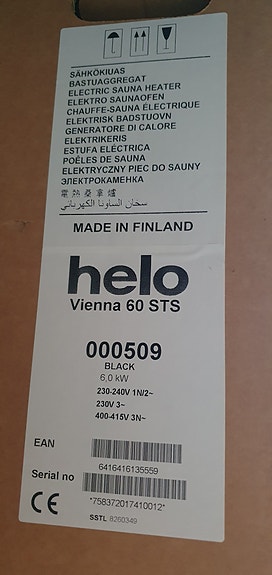 SÄHKÖKIUAS
BASTUAGGREGAT
ELECTRIC SAUNA HEATER
ELEKTRO SAUNAOFEN
CHAUFFE-SAUNA ÉLECTRIQUE
ELEKTRISK BADSTUOVN
GENERATORE DI CALORE
ELEKTRIKERIS
ESTUFA ELÉCTRICA
POÊLES DE SAUNA
ELEKTRYCZNY PIEC DO SAUNY
ЭЛЕКТРОКАМЕНКА
電熱桑拿爐
سخان الساونا الكهربائي
MADE IN FINLAND
helo
Vienna 60 STS
000509
BLACK
6,0 kW
230-240V 1N/2~
230V 3~
400-415V 3N~
EAN
6416416135559
Serial no
*758372017410012*
CE
SSTL 8260349